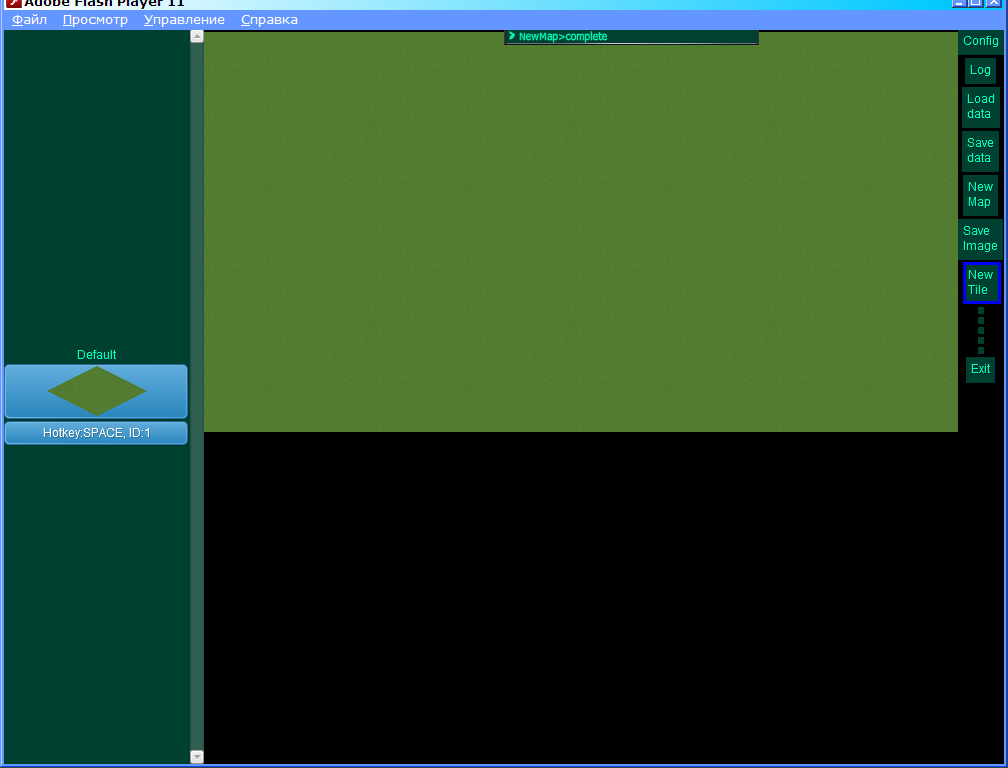 Adobe Flash Player 11
Файл Просмотр Управление Справка
NewMap>complete
Config
Log
Load
data
Save
data
New
Map
Save
Image
New
Tile
Exit
Default
Hotkey:SPACE, ID:1